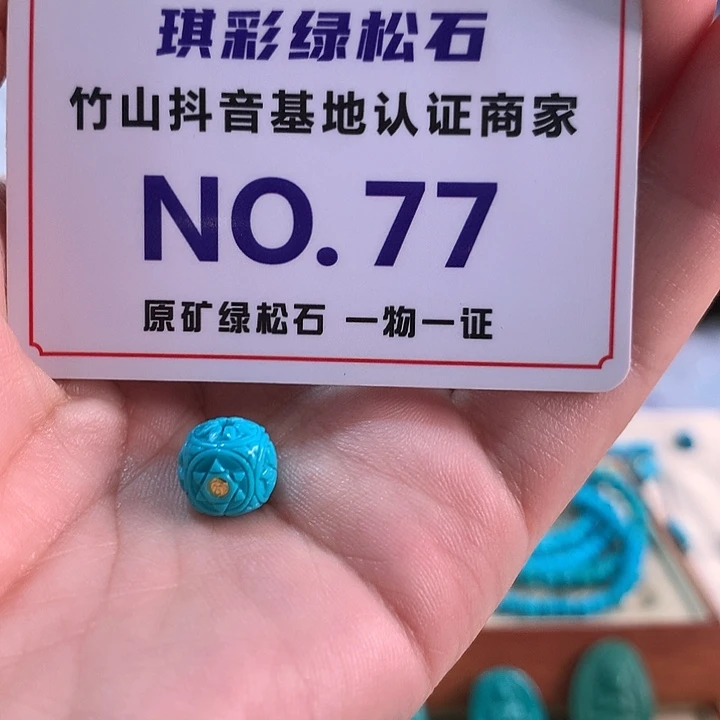 琪彩绿松石
竹山抖音基地认证商家
NO.77
原矿绿松石 一物一证